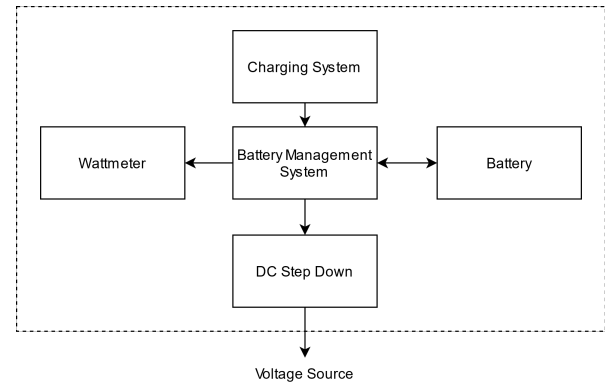 Charging System
Wattmeter
Battery Management
System
Battery
DC Step Down
Voltage Source